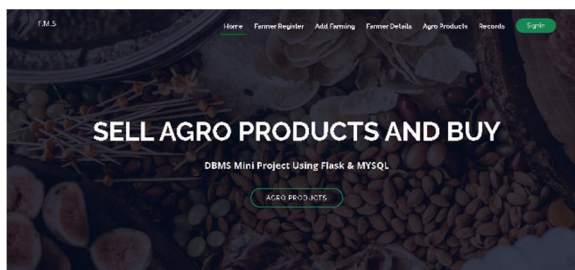 F.M.S
Home Farmer Register Add Farming Farmer Details Agro Products Records Signin
SELL AGRO PRODUCTS AND BUY
DBMS Mini Project Using Flask & MYSQL
AGRO PRODUCTS